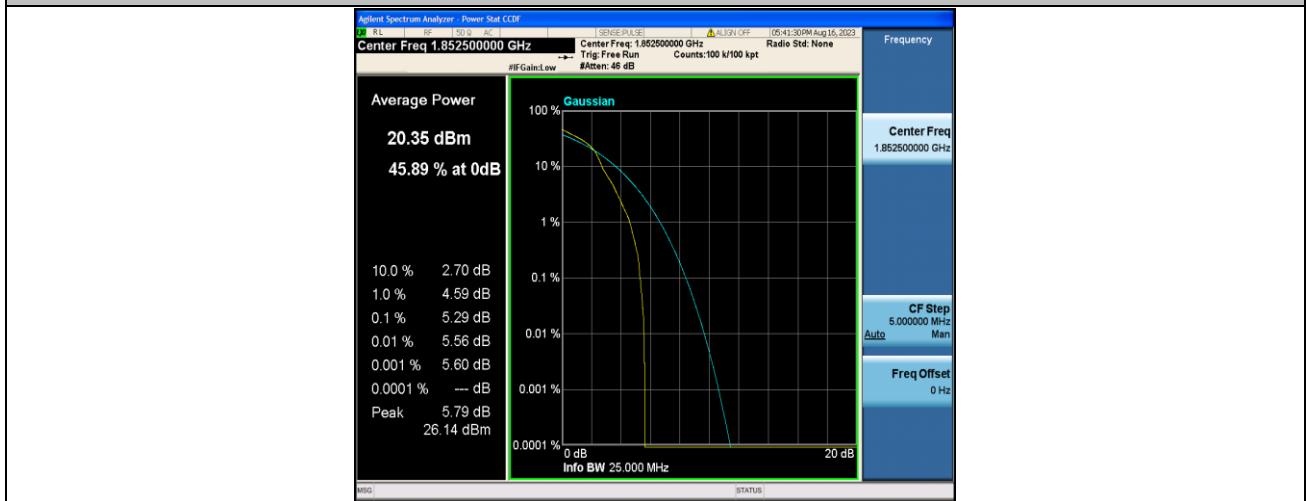 Agilent Spectrum Analyzer - Power Stat CCDF
RL RF 50 Ω AC SENSE:PULSE ALIGN OFF 05:41:30PM Aug 16, 2023
Center Freq 1.852500000 GHz
Center Freq: 1.852500000 GHz Radio Std: None
Trig: Free Run Counts:100 k/100 kpt
#IFGain:Low #Atten: 46 dB
Frequency
Average Power
20.35 dBm
45.89 % at 0dB
10.0 % 2.70 dB
1.0 % 4.59 dB
0.1 % 5.29 dB
0.01 % 5.56 dB
0.001 % 5.60 dB
0.0001 % --- dB
Peak 5.79 dB
26.14 dBm
Gaussian
100 %
10 %
1 %
0.1 %
0.01 %
0.001 %
0.0001 %
0 dB 20 dB
Info BW 25.000 MHz
Center Freq
1.852500000 GHz
CF Step
5.000000 MHz
Auto Man
Freq Offset
0 Hz
MSG STATUS